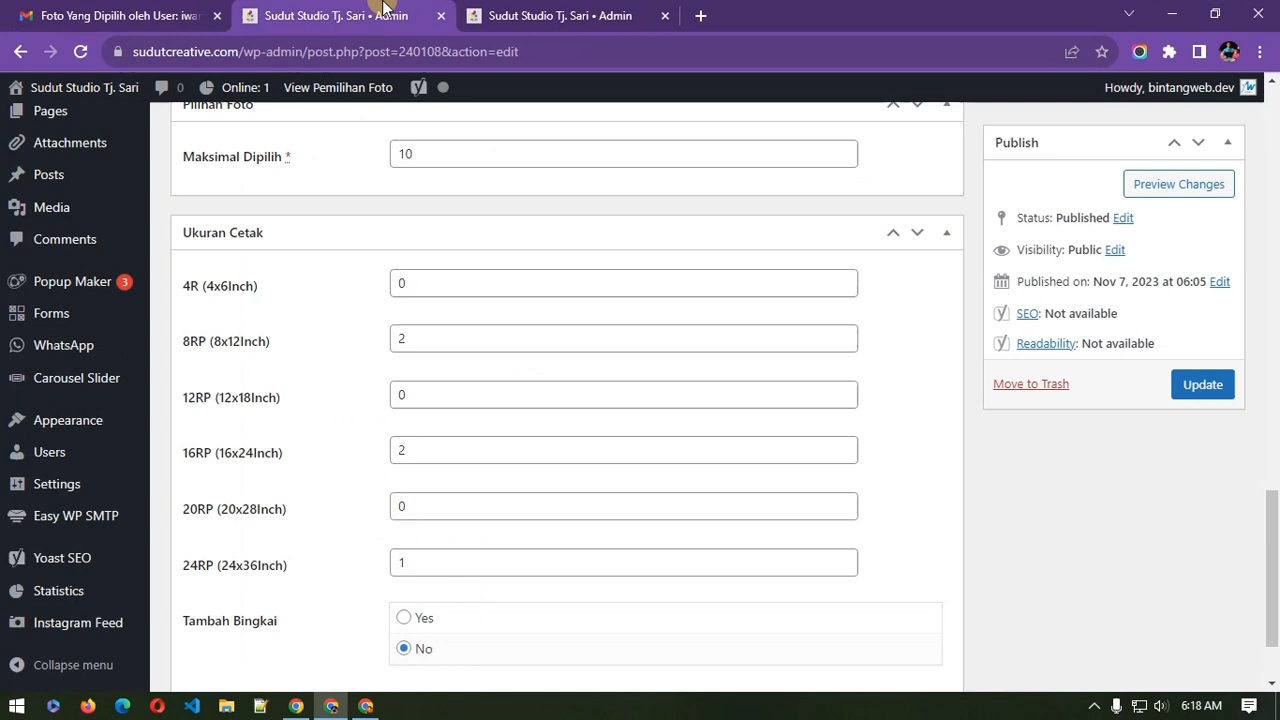 Foto Yang Dipilih oleh User: iwa
Sudut Studio Tj. Sari • Admin
Sudut Studio Tj. Sari • Admin
sudutcreative.com/wp-admin/post.php?post=240108&action=edit
Sudut Studio Tj. Sari
0
Online: 1
View Pemilihan Foto
Howdy, bintangweb.dev
Pages
Attachments
Posts
Media
Comments
Popup Maker 3
Forms
WhatsApp
Carousel Slider
Appearance
Users
Settings
Easy WP SMTP
Yoast SEO
Statistics
Instagram Feed
Collapse menu
Pilihan Foto
Maksimal Dipilih *
10
Ukuran Cetak
4R (4x6Inch)
0
8RP (8x12Inch)
2
12RP (12x18Inch)
0
16RP (16x24Inch)
2
20RP (20x28Inch)
0
24RP (24x36Inch)
1
Tambah Bingkai
Yes
No
Publish
Preview Changes
Status: Published Edit
Visibility: Public Edit
Published on: Nov 7, 2023 at 06:05 Edit
SEO: Not available
Readability: Not available
Move to Trash
Update
6:18 AM